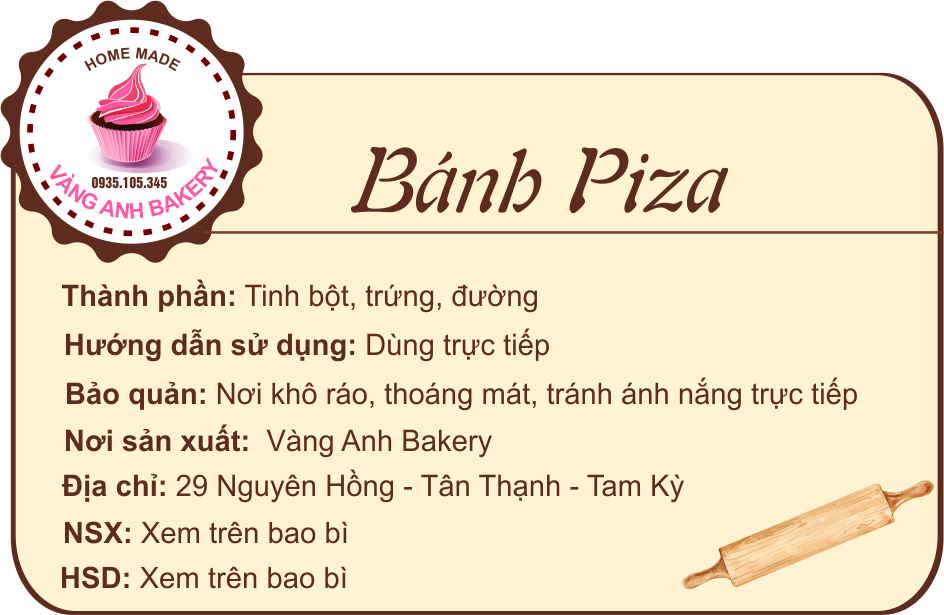 HOME MADE
0935.105.345
VÀNG ANH BAKERY
Bánh Piza
Thành phần: Tinh bột, trứng, đường
Hướng dẫn sử dụng: Dùng trực tiếp
Bảo quản: Nơi khô ráo, thoáng mát, tránh ánh nắng trực tiếp
Nơi sản xuất: Vàng Anh Bakery
Địa chỉ: 29 Nguyên Hồng - Tân Thạnh - Tam Kỳ
NSX: Xem trên bao bì
HSD: Xem trên bao bì